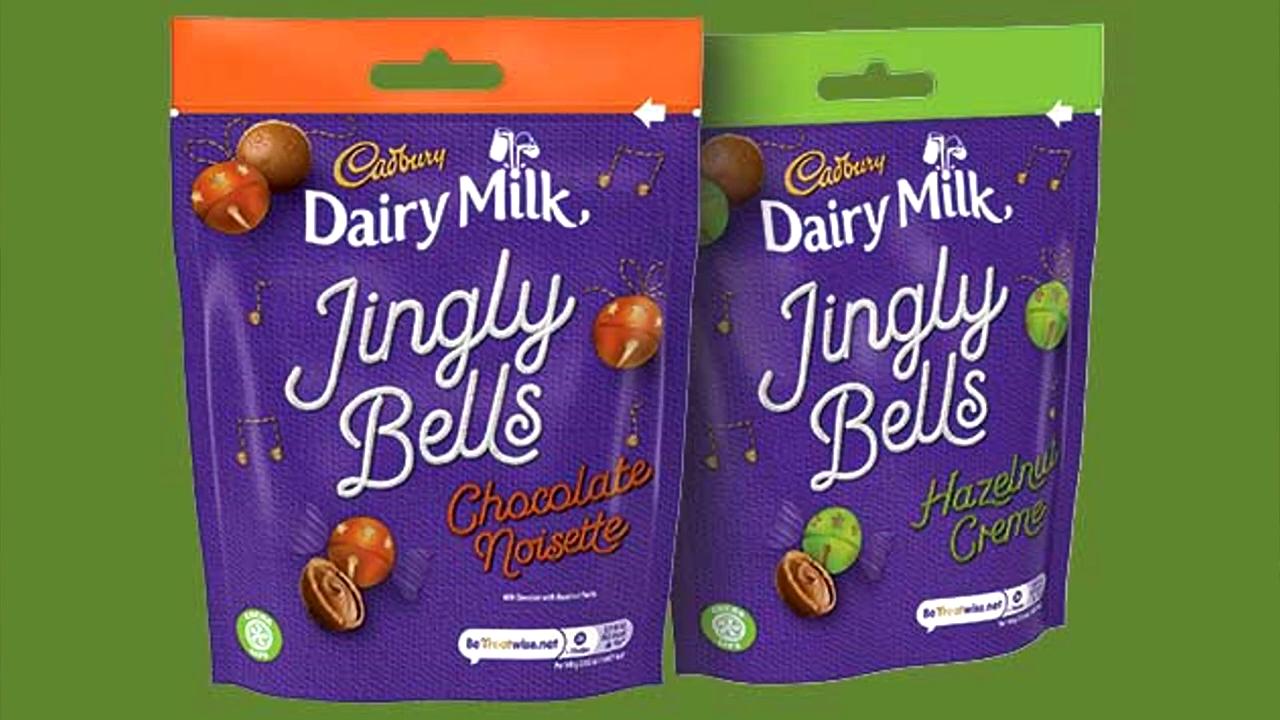 Cadbury
Dairy Milk
Jingly
Bells
Chocolate
Noisette
BeTreatwise.net
Cadbury
Dairy Milk
Jingly
Bells
Hazelnut
Creme
BeTreatwise.net